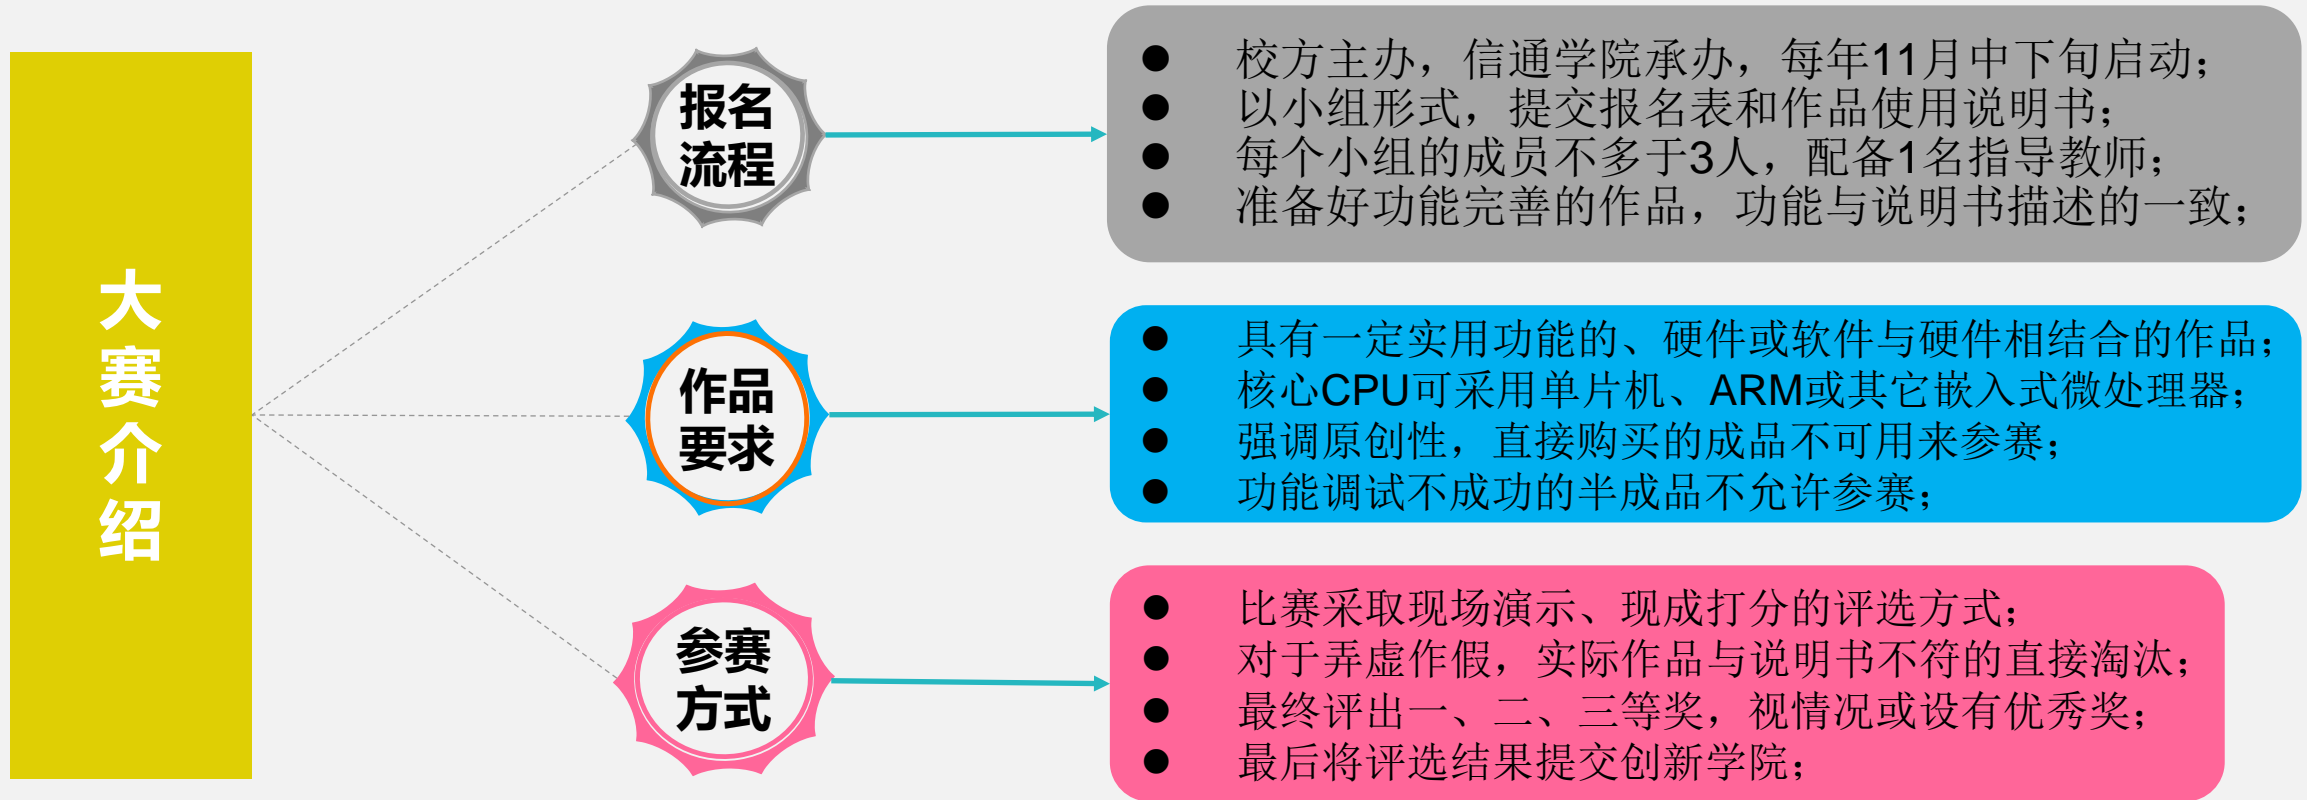 大赛介绍
报名
流程
● 校方主办，信通学院承办，每年11月中下旬启动；
● 以小组形式，提交报名表和作品使用说明书；
● 每个小组的成员不多于3人，配备1名指导教师；
● 准备好功能完善的作品，功能与说明书描述的一致；
作品
要求
● 具有一定实用功能的、硬件或软件与硬件相结合的作品；
● 核心CPU可采用单片机、ARM或其它嵌入式微处理器；
● 强调原创性，直接购买的成品不可用来参赛；
● 功能调试不成功的半成品不允许参赛；
参赛
方式
● 比赛采取现场演示、现成打分的评选方式；
● 对于弄虚作假，实际作品与说明书不符的直接淘汰；
● 最终评出一、二、三等奖，视情况或设有优秀奖；
● 最后将评选结果提交创新学院；